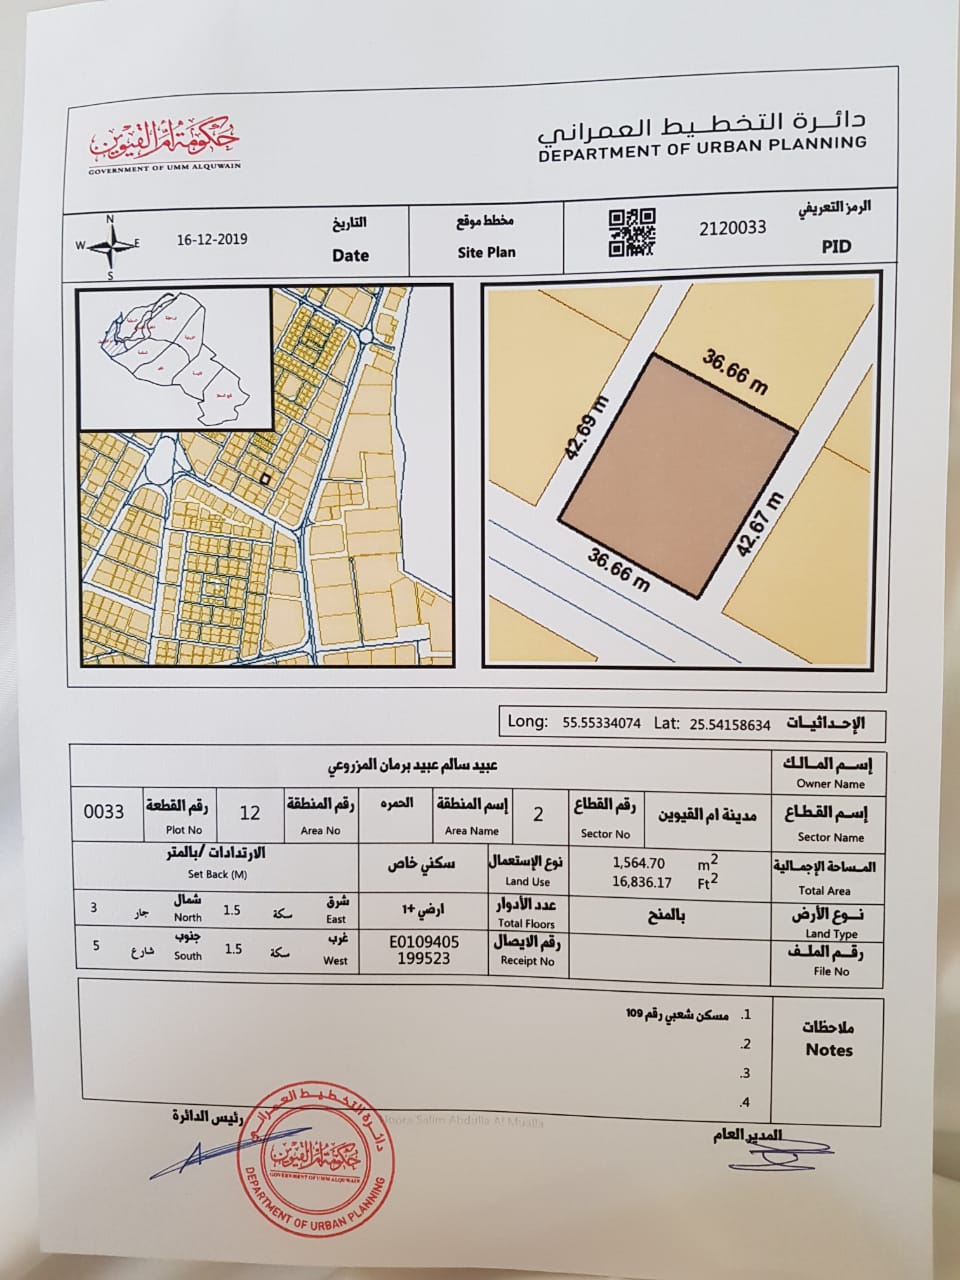 حكومة أم القيوين
GOVERNMENT OF UMM ALQUWAIN
دائرة التخطيط العمراني
DEPARTMENT OF URBAN PLANNING
N
W E
S
16-12-2019
التاريخ
Date
مخطط موقع
Site Plan
2120033
الرمز التعريفي
PID
36.66 m
42.69 m
42.67 m
36.66 m
Long: 55.55334074 Lat: 25.54158634 الإحداثيات
إسم المالك
Owner Name
عبيد سالم عبيد برمان المزروعي
إسم القطاع
Sector Name
مدينة ام القيوين
رقم القطاع
Sector No
2
إسم المنطقة
Area Name
الحمره
رقم المنطقة
Area No
12
رقم القطعة
Plot No
0033
المساحة الإجمالية
Total Area
1,564.70 m2
16,836.17 Ft2
نوع الإستعمال
Land Use
سكني خاص
الارتدادات /بالمتر
Set Back (M)
نوع الأرض
Land Type
بالمنح
عدد الأدوار
Total Floors
ارضي +1
شرق
East
سكة 1.5
شمال
North
جار 3
رقم الملف
File No
رقم الايصال
Receipt No
E0109405
199523
غرب
West
سكة 1.5
جنوب
South
شارع 5
ملاحظات
Notes
1. مسكن شعبي رقم 109
2.
3.
4.
Noora Salim Abdulla Al Mualla
رئيس الدائرة
المدير العام
دائرة التخطيط العمراني
حكومة أم القيوين
GOVERNMENT OF UMM ALQUWAIN
DEPARTMENT OF URBAN PLANNING